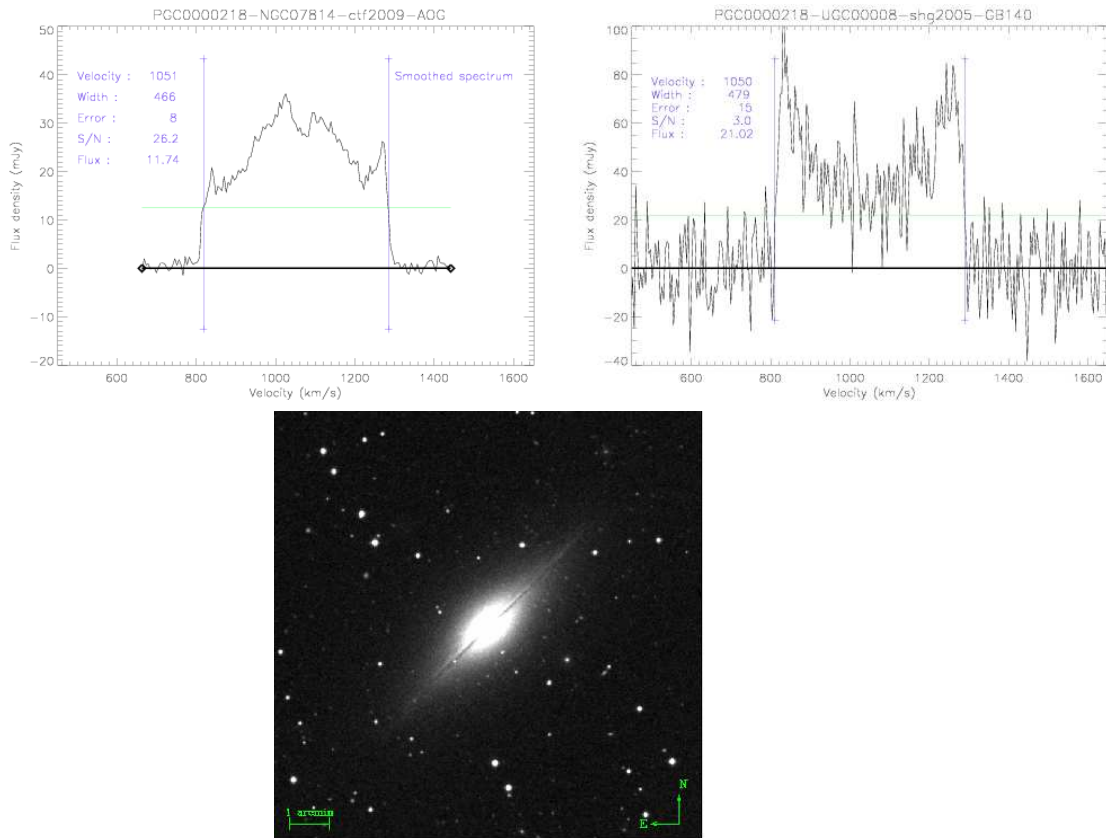 PGC0000218-NGC07814-ctf2009-AOG
50
40
30
20
10
0
-10
-20
Flux density (mJy)
Velocity : 1051
Width : 466
Error : 8
S/N : 26.2
Flux : 11.74
Smoothed spectrum
600 800 1000 1200 1400 1600
Velocity (km/s)
PGC0000218-UGC00008-shg2005-GB140
100
80
60
40
20
0
-20
-40
Flux density (mJy)
Velocity : 1050
Width : 479
Error : 15
S/N : 3.0
Flux : 21.02
600 800 1000 1200 1400 1600
Velocity (km/s)
1 arcmin
N
E